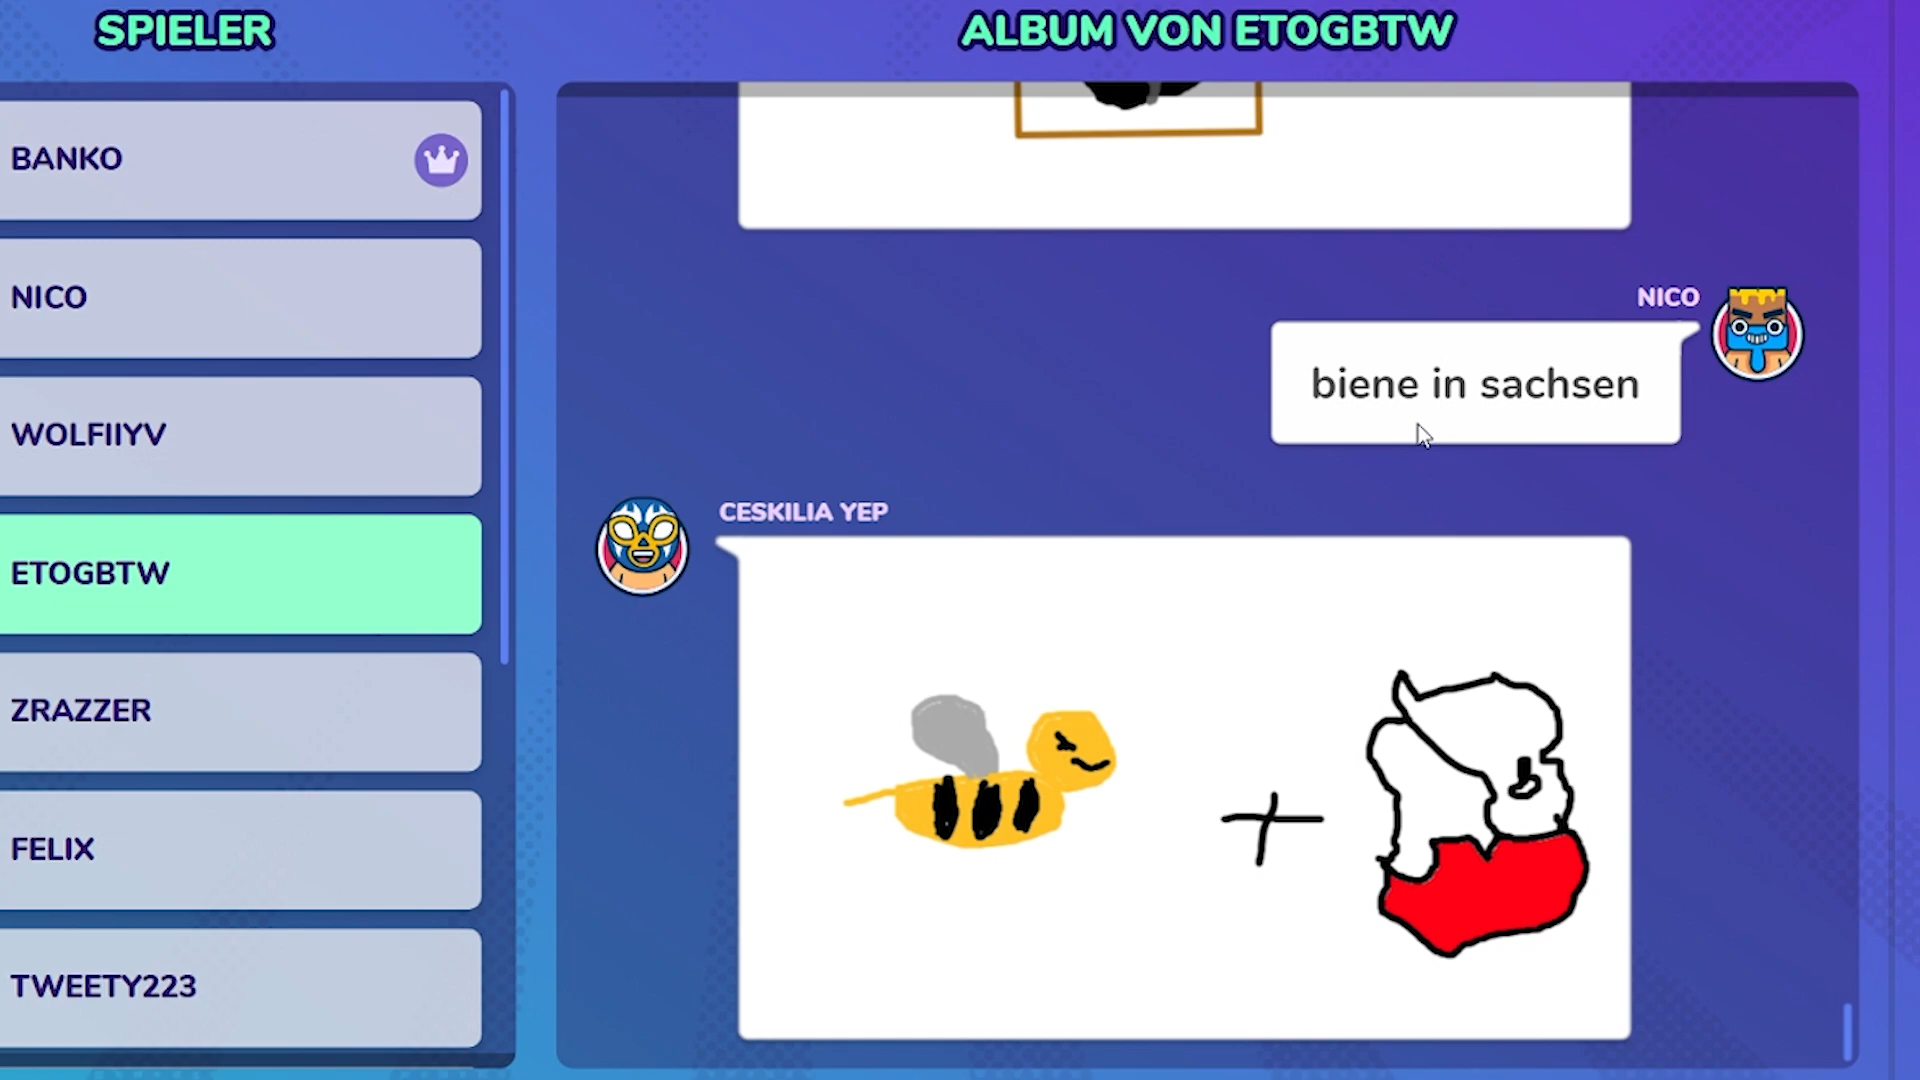 SPIELER
ALBUM VON ETOGBTW
BANKO
NICO
WOLFIIYV
ETOGBTW
ZRAZZER
FELIX
TWEETY223
NICO
biene in sachsen
CESKILIA YEP